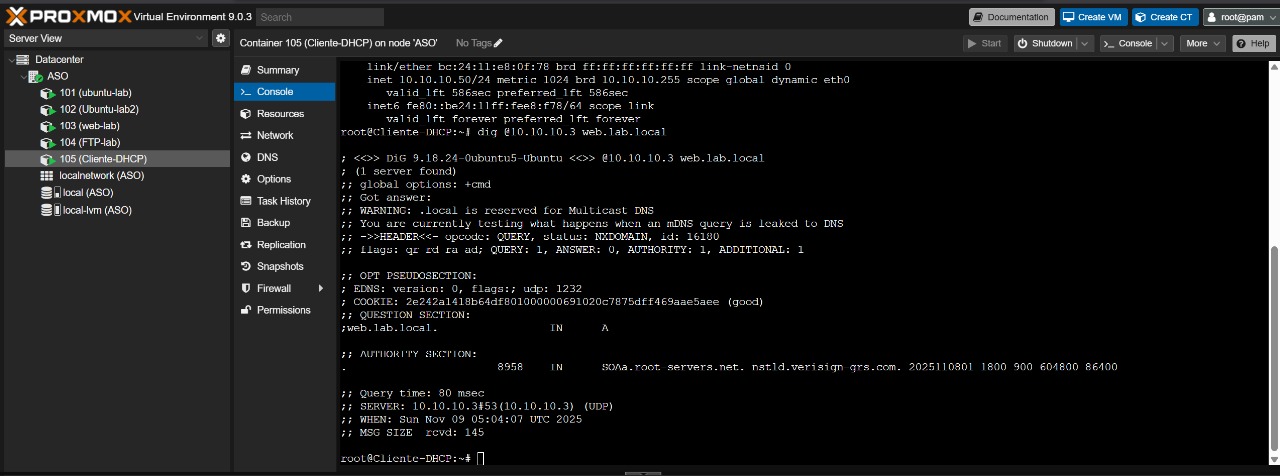 PROXMOX Virtual Environment 9.0.3 Search Documentation Create VM Create CT root@pam
Server View
Container 105 (Cliente-DHCP) on node 'ASO' No Tags Start Shutdown Console More Help
Datacenter
ASO
101 (ubuntu-lab)
102 (Ubuntu-lab2)
103 (web-lab)
104 (FTP-lab)
105 (Cliente-DHCP)
localnetwork (ASO)
local (ASO)
local-lvm (ASO)
Summary
Console
Resources
Network
DNS
Options
Task History
Backup
Replication
Snapshots
Firewall
Permissions
link/ether bc:24:11:e8:0f:78 brd ff:ff:ff:ff:ff:ff link-netnsid 0
inet 10.10.10.50/24 metric 1024 brd 10.10.10.255 scope global dynamic eth0
valid_lft 586sec preferred_lft 586sec
inet6 fe80::be24:11ff:fee8:f78/64 scope link
valid_lft forever preferred_lft forever
root@Cliente-DHCP:~# dig @10.10.10.3 web.lab.local
; <<>> DiG 9.18.24-0ubuntu5-Ubuntu <<>> @10.10.10.3 web.lab.local
; (1 server found)
;; global options: +cmd
;; Got answer:
;; WARNING: .local is reserved for Multicast DNS
;; You are currently testing what happens when an mDNS query is leaked to DNS
;; ->>HEADER<<- opcode: QUERY, status: NXDOMAIN, id: 16180
;; flags: qr rd ra ad; QUERY: 1, ANSWER: 0, AUTHORITY: 1, ADDITIONAL: 1
;; OPT PSEUDOSECTION:
; EDNS: version: 0, flags:; udp: 1232
; COOKIE: 2e242a1418b64df801000000691020c7875dff469aae5aee (good)
;; QUESTION SECTION:
;web.lab.local. IN A
;; AUTHORITY SECTION:
. 8958 IN SOA a.root-servers.net. nstld.verisign-grs.com. 2025110801 1800 900 604800 86400
;; Query time: 80 msec
;; SERVER: 10.10.10.3#53(10.10.10.3) (UDP)
;; WHEN: Sun Nov 09 05:04:07 UTC 2025
;; MSG SIZE rcvd: 145
root@Cliente-DHCP:~#